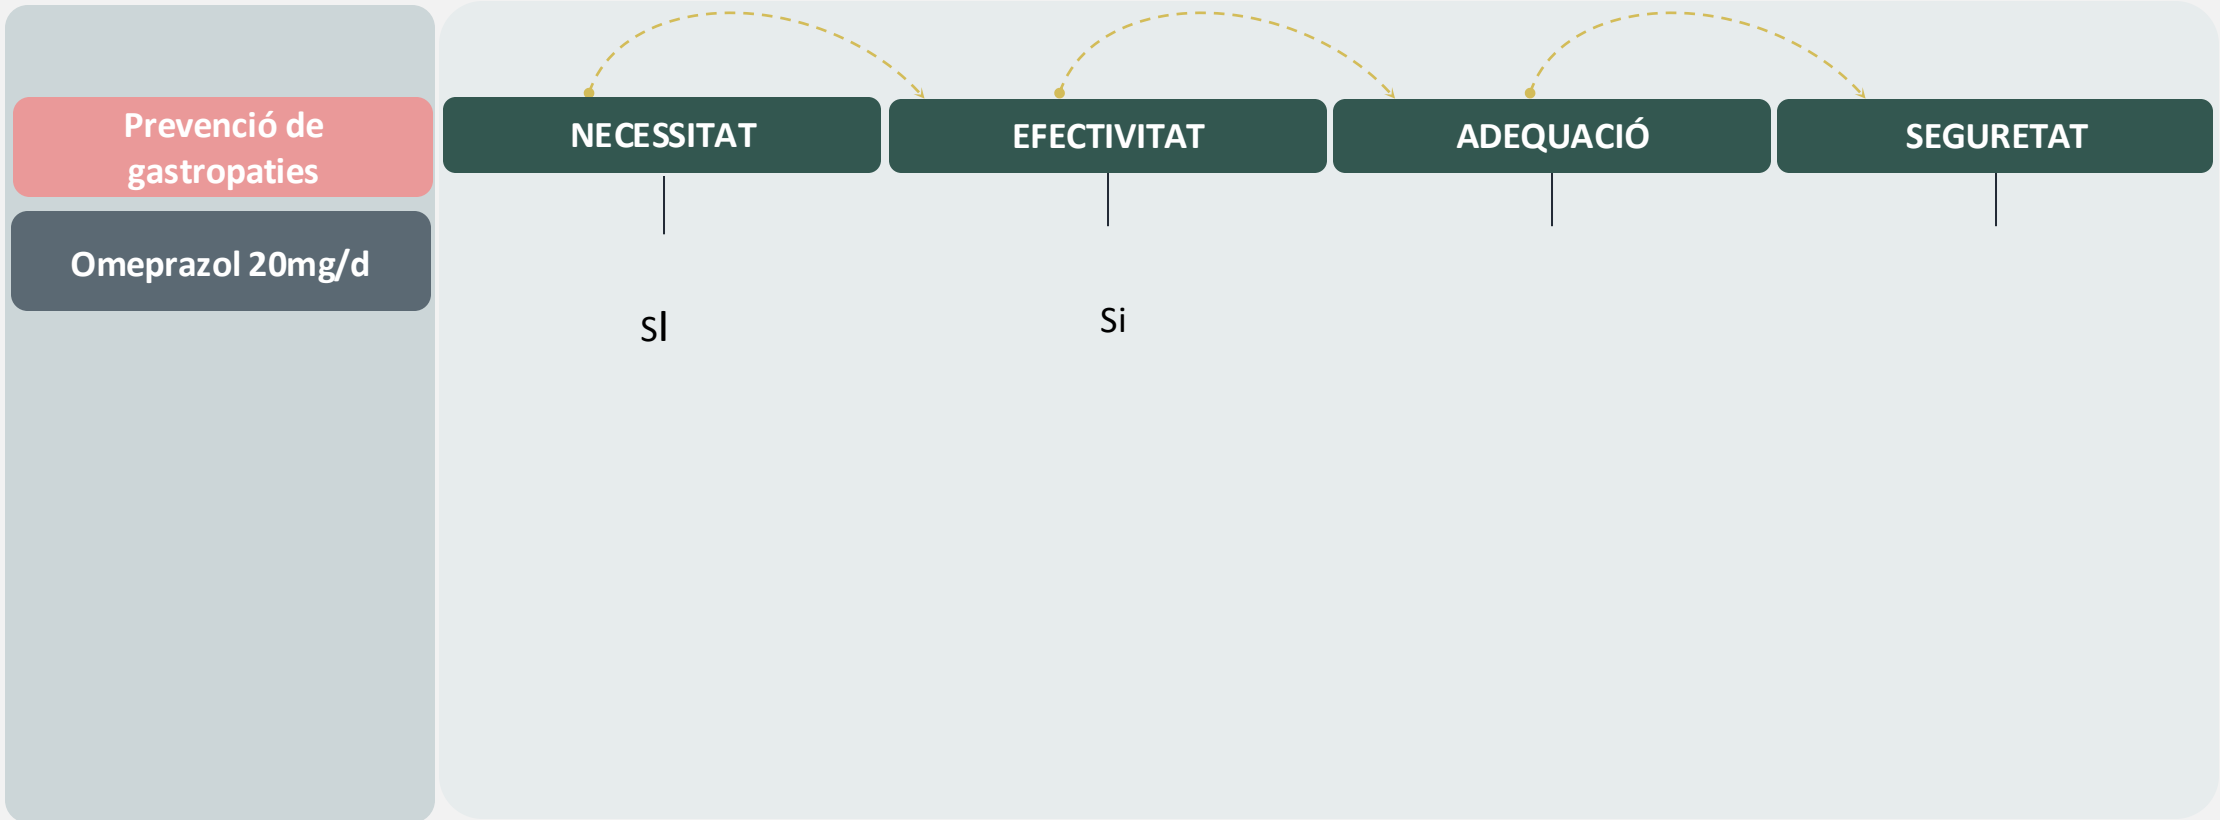 Prevenció de
gastropaties
Omeprazol 20mg/d
NECESSITAT
EFECTIVITAT
ADEQUACIÓ
SEGURETAT
sI
Si